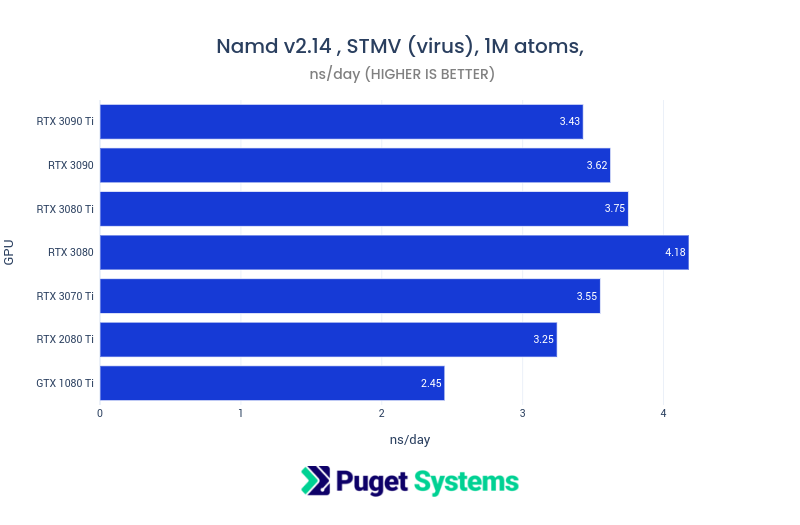 Namd v2.14 , STMV (virus), 1M atoms,
ns/day (HIGHER IS BETTER)
GPU
RTX 3090 Ti 3.43
RTX 3090 3.62
RTX 3080 Ti 3.75
RTX 3080 4.18
RTX 3070 Ti 3.55
RTX 2080 Ti 3.25
GTX 1080 Ti 2.45
0 1 2 3 4
ns/day
Puget Systems